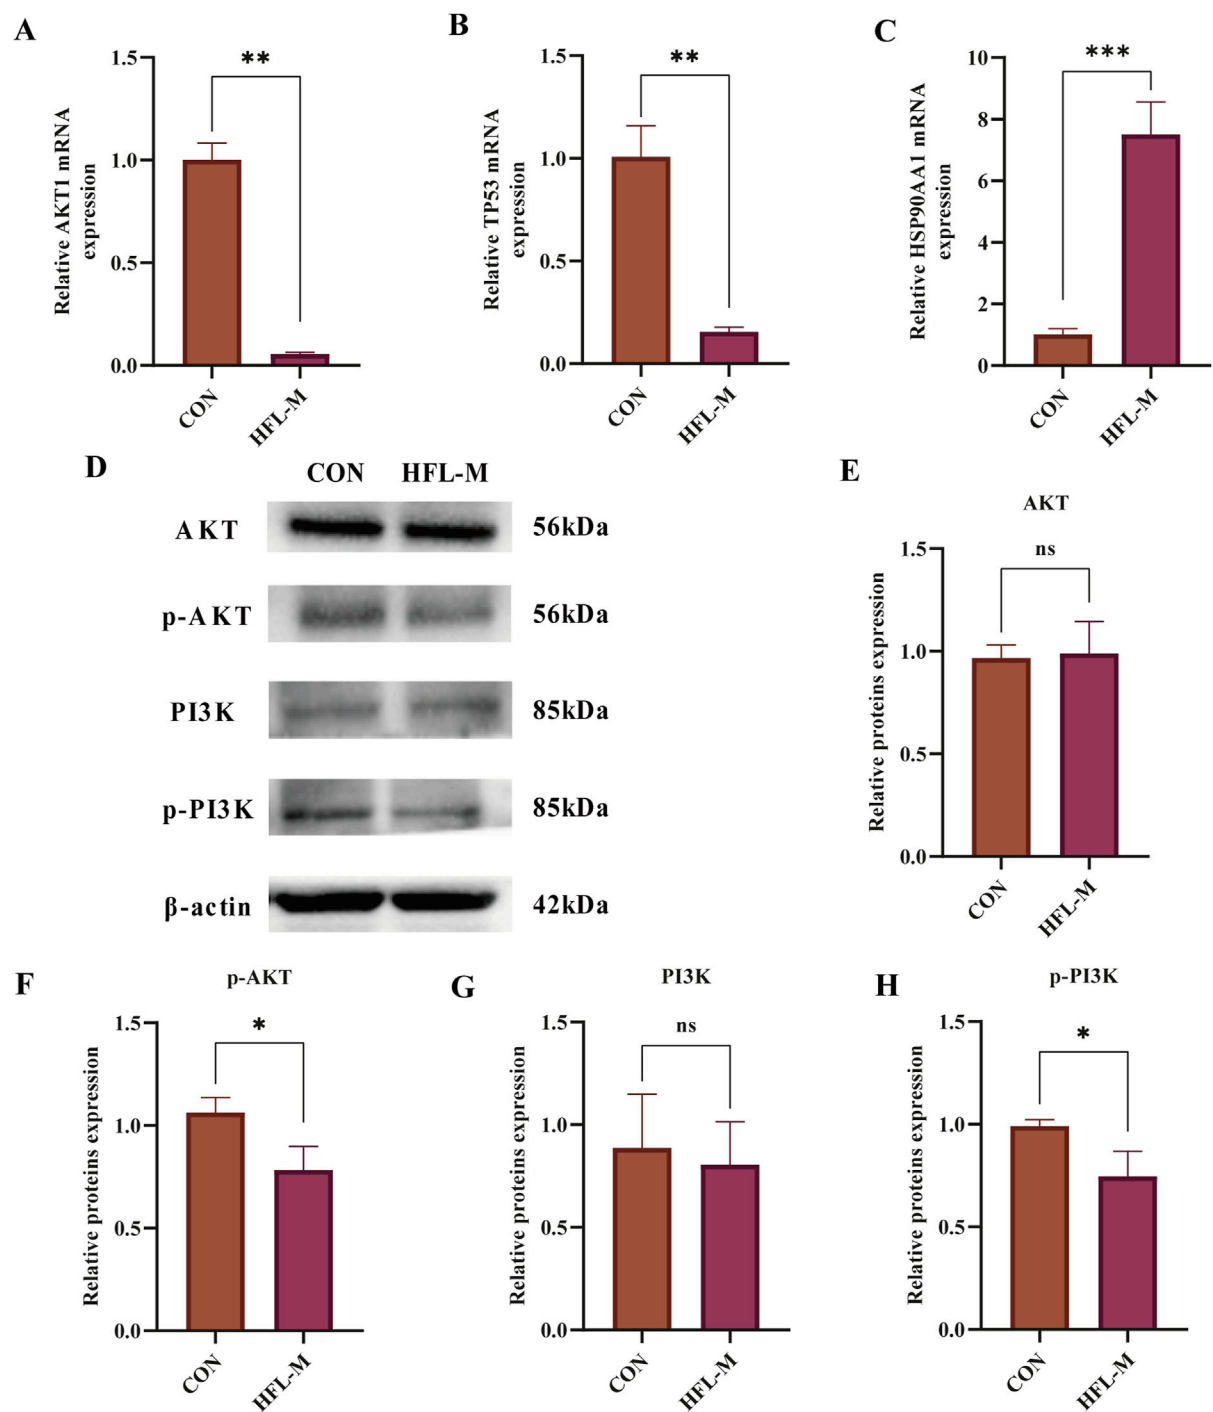 A
Relative AKT1 mRNA
expression
1.5
1.0
0.5
0.0
**
CON
HFL-M
B
Relative TP53 mRNA
expression
1.5
1.0
0.5
0.0
**
CON
HFL-M
C
Relative HSP90AA1 mRNA
expression
10
8
6
4
2
0
***
CON
HFL-M
D
CON HFL-M
AKT 56kDa
p-AKT 56kDa
PI3K 85kDa
p-PI3K 85kDa
β-actin 42kDa
E
AKT
Relative proteins expression
1.5
1.0
0.5
0.0
ns
CON
HFL-M
F
p-AKT
Relative proteins expression
1.5
1.0
0.5
0.0
*
CON
HFL-M
G
PI3K
Relative proteins expression
1.5
1.0
0.5
0.0
ns
CON
HFL-M
H
p-PI3K
Relative proteins expression
1.5
1.0
0.5
0.0
*
CON
HFL-M